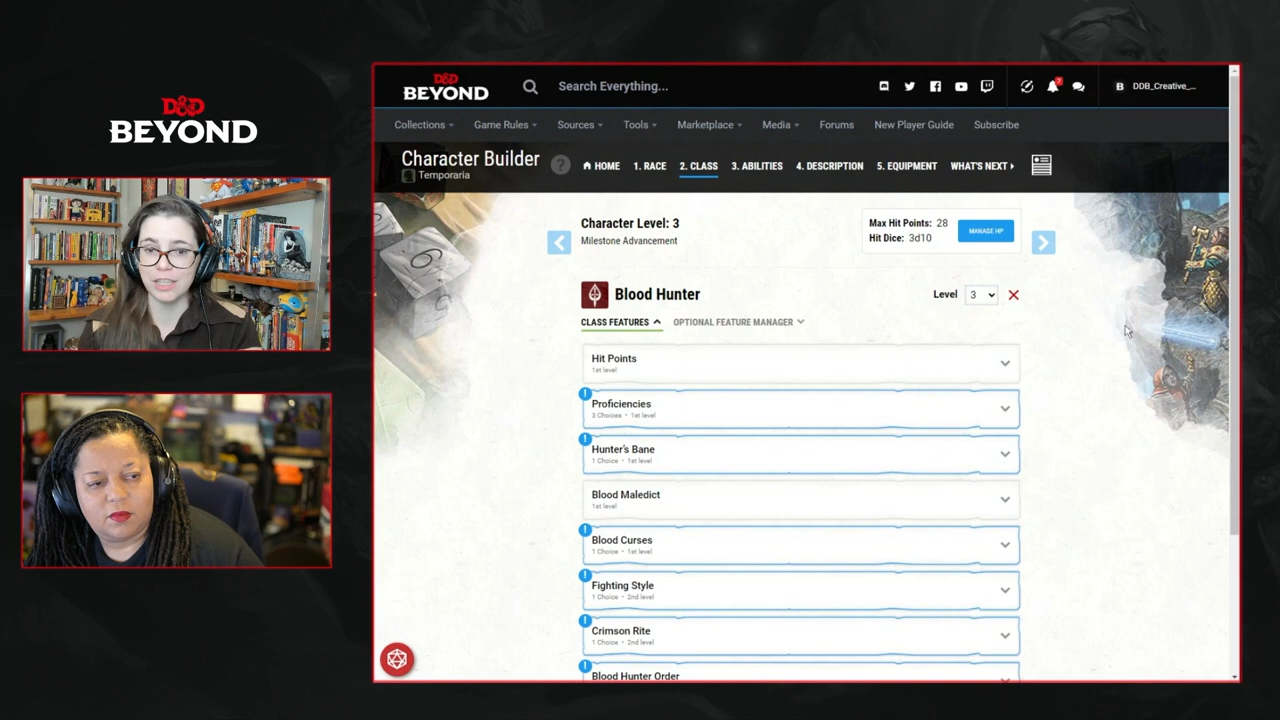 D&D
BEYOND
D&D
BEYOND
Search Everything...
7
B DDB_Creative_...
Collections
Game Rules
Sources
Tools
Marketplace
Media
Forums
New Player Guide
Subscribe
Character Builder
Temporaria
?
HOME
1. RACE
2. CLASS
3. ABILITIES
4. DESCRIPTION
5. EQUIPMENT
WHAT'S NEXT
Character Level: 3
Milestone Advancement
Max Hit Points: 28
Hit Dice: 3d10
MANAGE HP
Blood Hunter
Level 3
CLASS FEATURES
OPTIONAL FEATURE MANAGER
Hit Points
1st level
!
Proficiencies
3 Choices • 1st level
!
Hunter's Bane
1 Choice • 1st level
Blood Maledict
1st level
!
Blood Curses
1 Choice • 1st level
!
Fighting Style
1 Choice • 2nd level
!
Crimson Rite
1 Choice • 2nd level
!
Blood Hunter Order